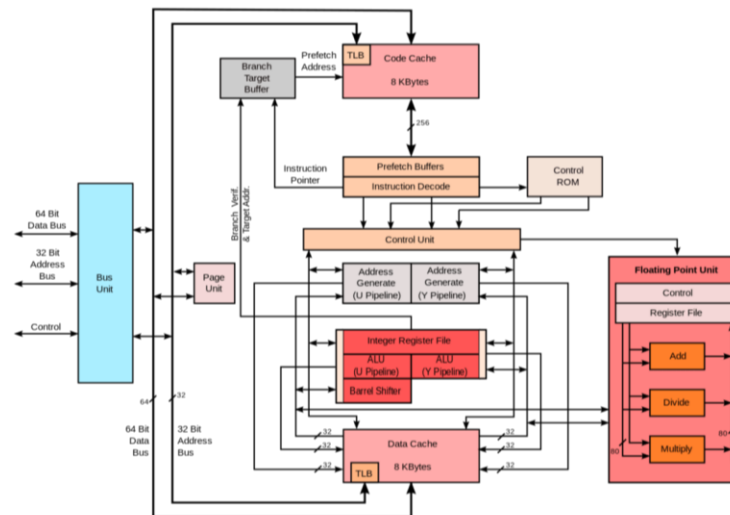 TLB
Code Cache
8 KBytes
Prefetch
Address
Branch
Target
Buffer
256
Prefetch Buffers
Instruction Decode
Instruction
Pointer
Control
ROM
Branch Verif.
& Target Addr.
Control Unit
64 Bit
Data Bus
32 Bit
Address
Bus
Control
Bus
Unit
Page
Unit
Address
Generate
(U Pipeline)
Address
Generate
(Y Pipeline)
Floating Point Unit
Control
Register File
Integer Register File
ALU
(U Pipeline)
ALU
(Y Pipeline)
Barrel Shifter
Add
Divide
Multiply
80
80
64
32
64 Bit
Data
Bus
32 Bit
Address
Bus
32
32
32
32
32
32
Data Cache
8 KBytes
TLB